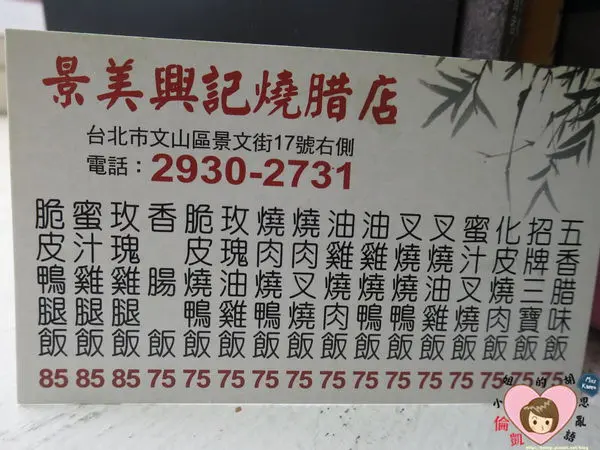 景美興記燒腊店
台北市文山區景文街17號右側
電話：2930-2731
五香腊味飯
招牌三寶飯
化皮燒肉飯
蜜汁叉燒飯
叉燒油雞飯
叉燒燒鴨飯
油雞燒鴨飯
油雞燒肉飯
燒肉叉燒飯
燒肉燒鴨飯
玫瑰油雞飯
脆皮燒鴨飯
香腸飯
玫瑰雞腿飯
蜜汁雞腿飯
脆皮鴨腿飯
85 85 85 75 75 75 75 75 75 75 75 75 75 75 75 75